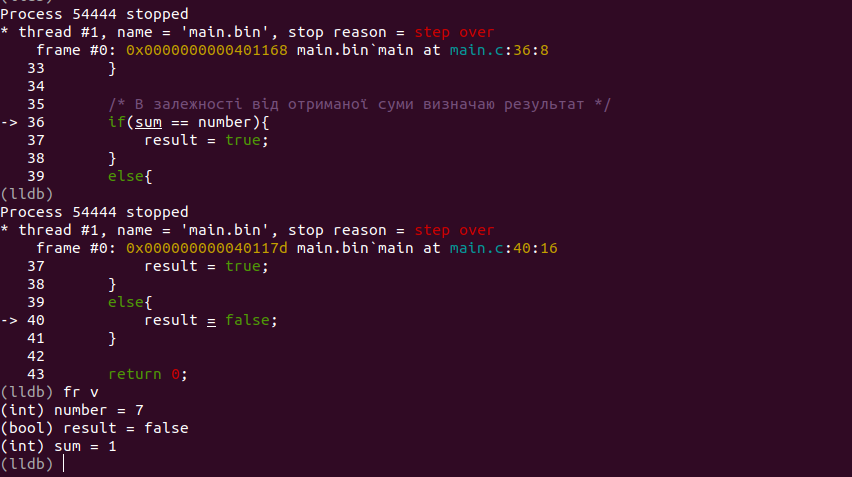 Process 54444 stopped
* thread #1, name = 'main.bin', stop reason = step over
    frame #0: 0x0000000000401168 main.bin`main at main.c:36:8
   33  	    }
   34  	
   35  	    /* В залежності від отриманої суми визначаю результат */
-> 36  	    if(sum == number){
   37  	        result = true;
   38  	    }
   39  	    else{
(lldb)
Process 54444 stopped
* thread #1, name = 'main.bin', stop reason = step over
    frame #0: 0x000000000040117d main.bin`main at main.c:40:16
   37  	        result = true;
   38  	    }
   39  	    else{
-> 40  	        result = false;
   41  	    }
   42  	
   43  	    return 0;
(lldb) fr v
(int) number = 7
(bool) result = false
(int) sum = 1
(lldb)